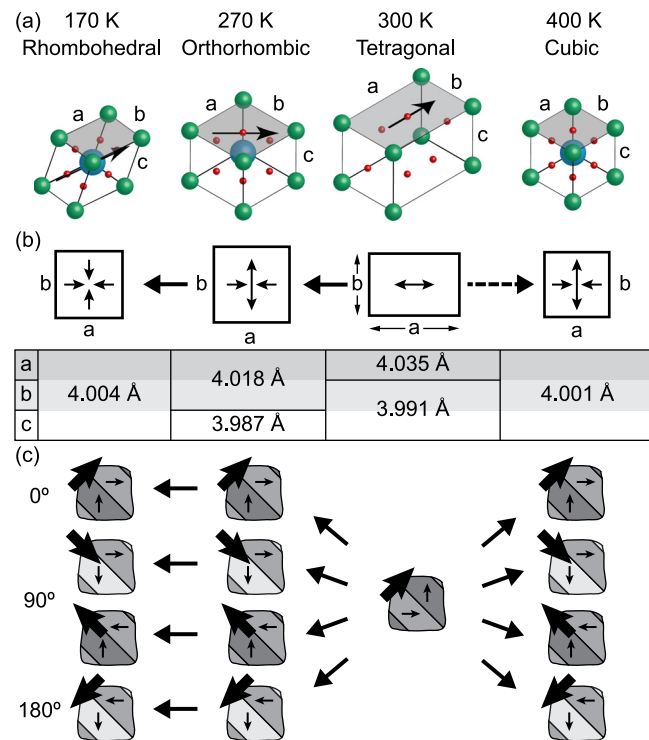 (a)
170 K 270 K 300 K 400 K
Rhombohedral Orthorhombic Tetragonal Cubic
a b c a b c a b c a b c
(b)
b a b a b a b a
a 4.004 Å 4.018 Å 4.035 Å 4.001 Å
b 3.991 Å
c 3.987 Å
(c)
0º
90º
180º